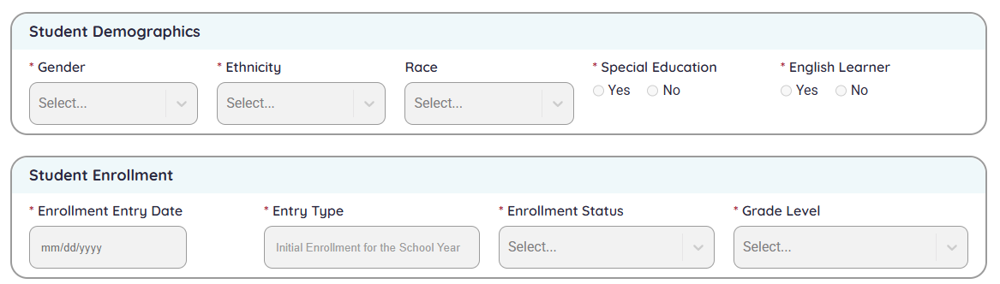 Student Demographics
* Gender * Ethnicity Race * Special Education * English Learner
Select... Select... Select... Yes No Yes No
Student Enrollment
* Enrollment Entry Date * Entry Type * Enrollment Status * Grade Level
mm/dd/yyyy Initial Enrollment for the School Year Select... Select...